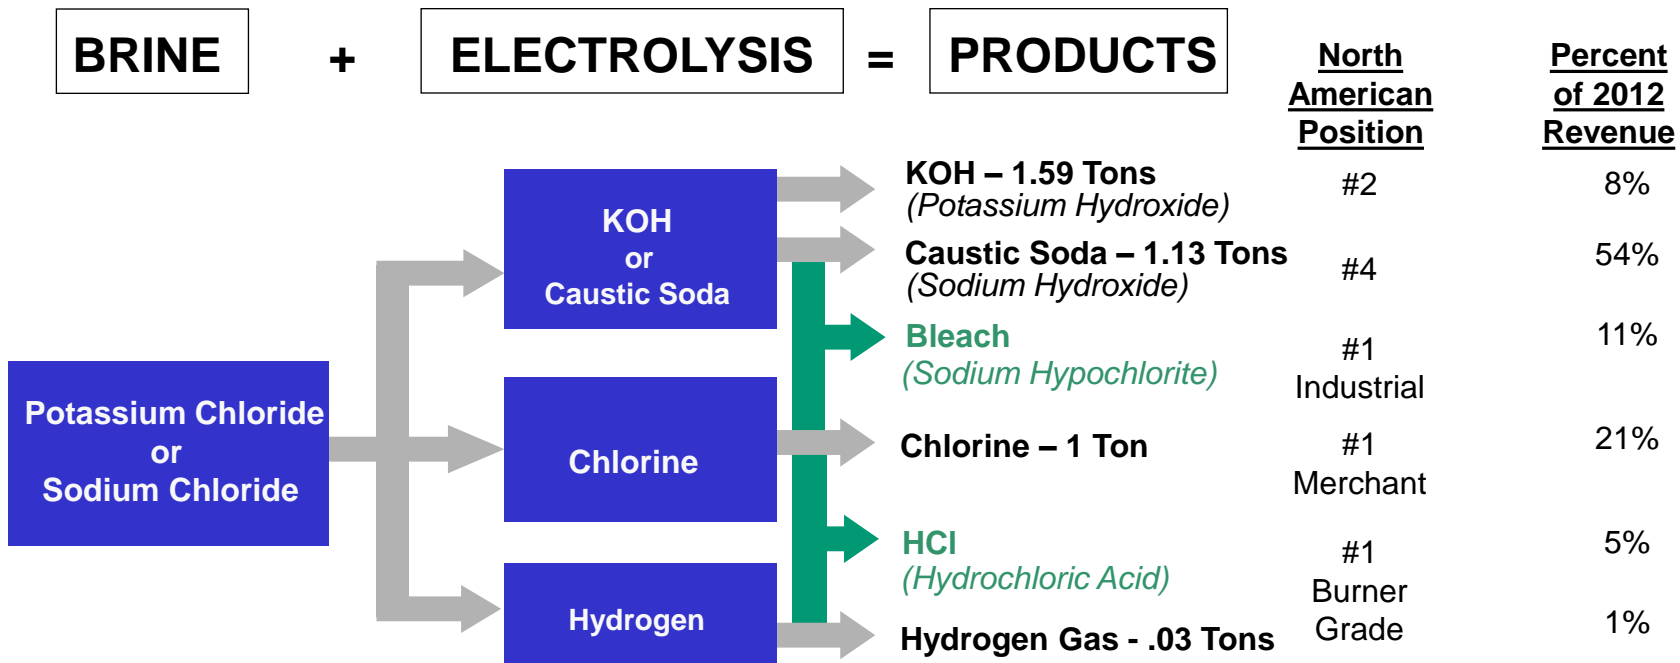 BRINE + ELECTROLYSIS = PRODUCTS
North
American
Position
Percent
of 2012
Revenue
Potassium Chloride
or
Sodium Chloride
KOH
or
Caustic Soda
Chlorine
Hydrogen
KOH – 1.59 Tons
(Potassium Hydroxide)
#2
8%
Caustic Soda – 1.13 Tons
(Sodium Hydroxide)
#4
54%
Bleach
(Sodium Hypochlorite)
#1
Industrial
11%
Chlorine – 1 Ton
#1
Merchant
21%
HCl
(Hydrochloric Acid)
#1
Burner
Grade
5%
Hydrogen Gas - .03 Tons
1%